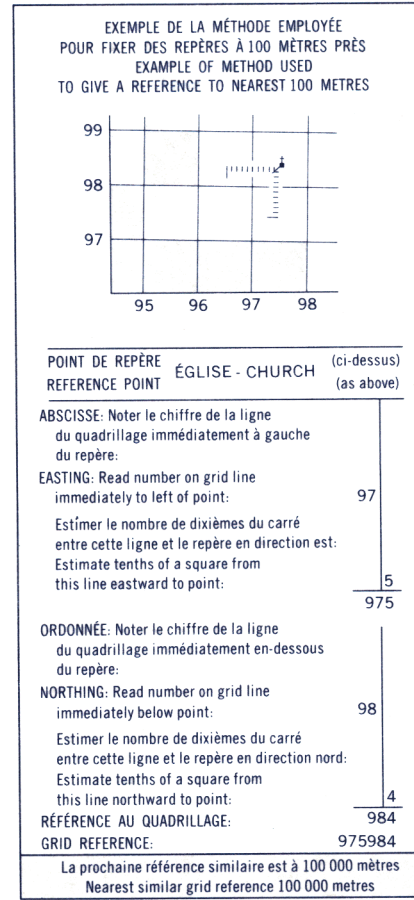 EXEMPLE DE LA MÉTHODE EMPLOYÉE
POUR FIXER DES REPÈRES À 100 MÈTRES PRÈS
EXAMPLE OF METHOD USED
TO GIVE A REFERENCE TO NEAREST 100 METRES
99
98
97
95 96 97 98
POINT DE REPÈRE
REFERENCE POINT
ÉGLISE - CHURCH
(ci-dessus)
(as above)
ABSCISSE: Noter le chiffre de la ligne
du quadrillage immédiatement à gauche
du repère:
EASTING: Read number on grid line
immediately to left of point: 97
Estimer le nombre de dixièmes du carré
entre cette ligne et le repère en direction est:
Estimate tenths of a square from
this line eastward to point: 5
975
ORDONNÉE: Noter le chiffre de la ligne
du quadrillage immédiatement en-dessous
du repère:
NORTHING: Read number on grid line
immediately below point: 98
Estimer le nombre de dixièmes du carré
entre cette ligne et le repère en direction nord:
Estimate tenths of a square from
this line northward to point: 4
RÉFÉRENCE AU QUADRILLAGE: 984
GRID REFERENCE: 975984
La prochaine référence similaire est à 100 000 mètres
Nearest similar grid reference 100 000 metres